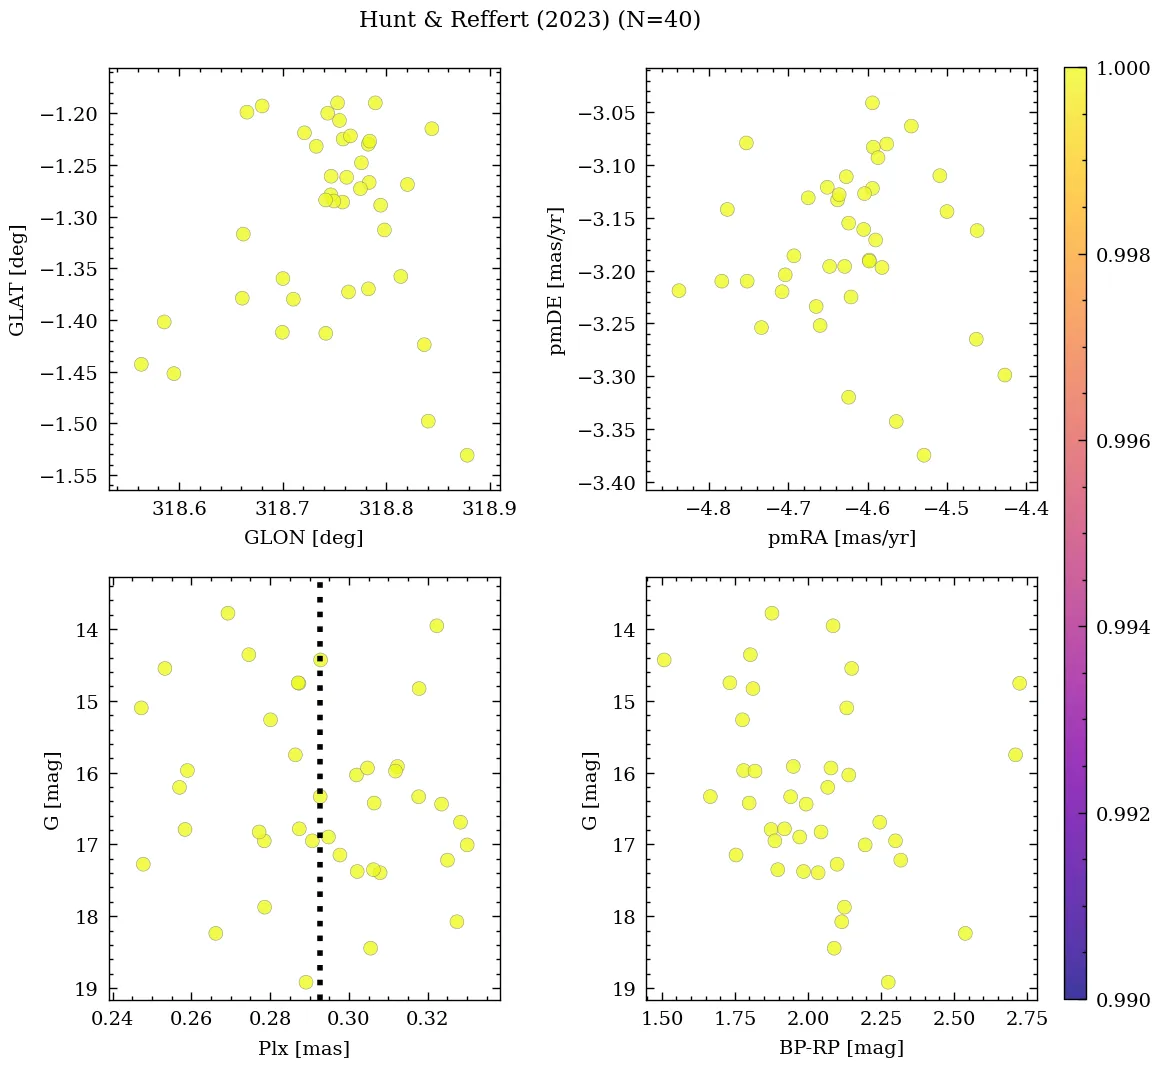 Hunt & Reffert (2023) (N=40)
−1.20
−1.25
−1.30
−1.35
−1.40
−1.45
−1.50
−1.55
GLAT [deg]
318.6 318.7 318.8 318.9
GLON [deg]
−3.05
−3.10
−3.15
−3.20
−3.25
−3.30
−3.35
−3.40
pmDE [mas/yr]
−4.8 −4.7 −4.6 −4.5 −4.4
pmRA [mas/yr]
14
15
16
17
18
19
G [mag]
0.24 0.26 0.28 0.30 0.32
Plx [mas]
14
15
16
17
18
19
G [mag]
1.50 1.75 2.00 2.25 2.50 2.75
BP-RP [mag]
1.000
0.998
0.996
0.994
0.992
0.990